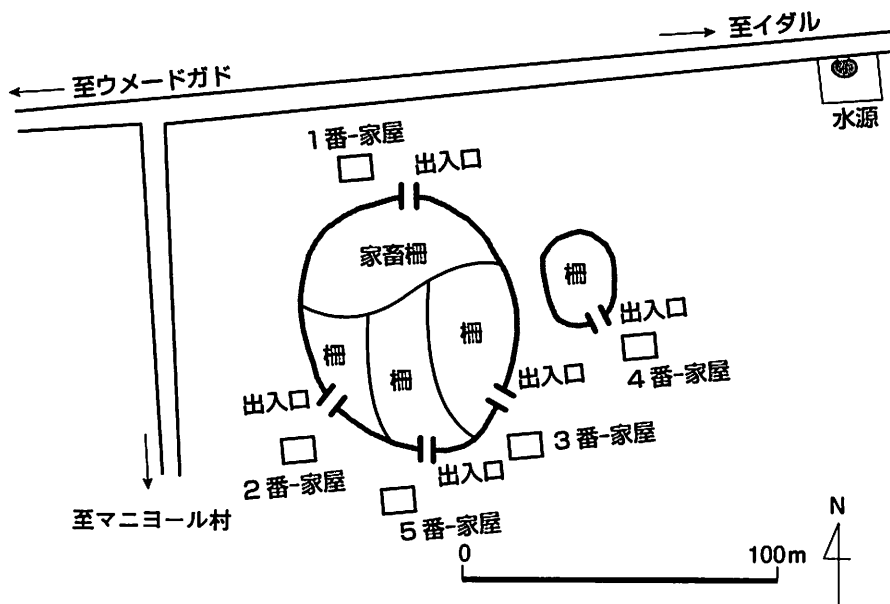 至イダル
至ウメードガド
水源
1番-家屋
出入口
家畜柵
柵
出入口
柵
柵
柵
出入口
4番-家屋
出入口
3番-家屋
出入口
2番-家屋
5番-家屋
至マニヨール村
N
0
100m